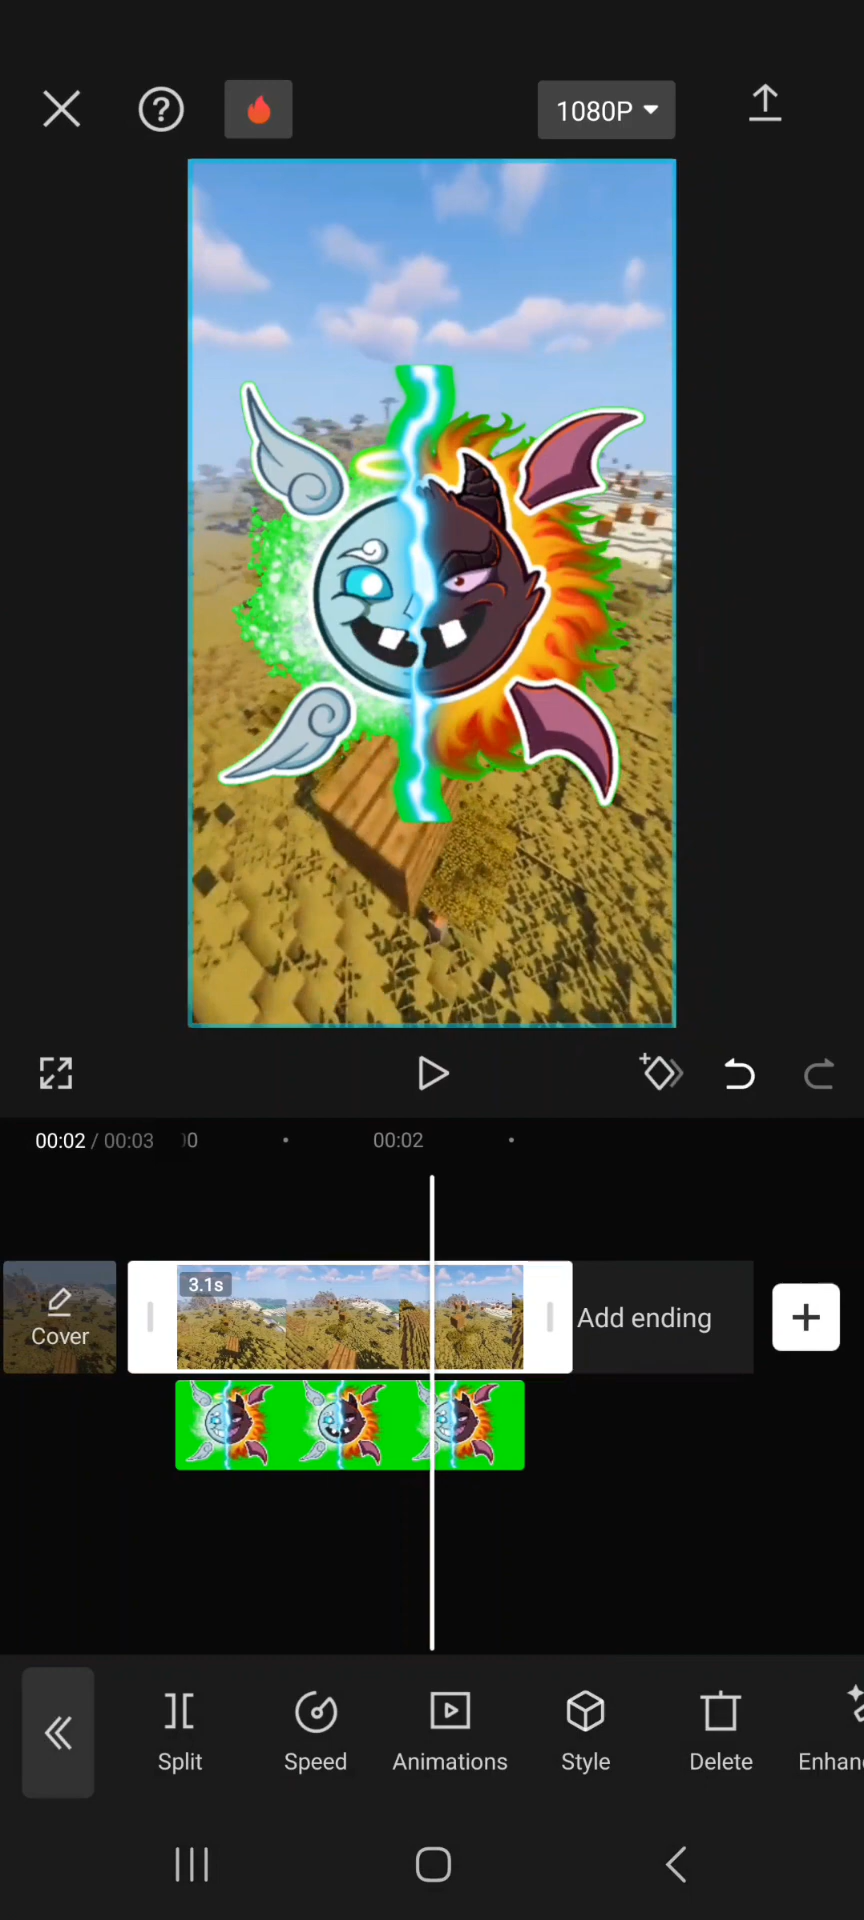 1080P
00:02 / 00:03
00:02
3.1s
Cover
Add ending
Split
Speed
Animations
Style
Delete
Enhan